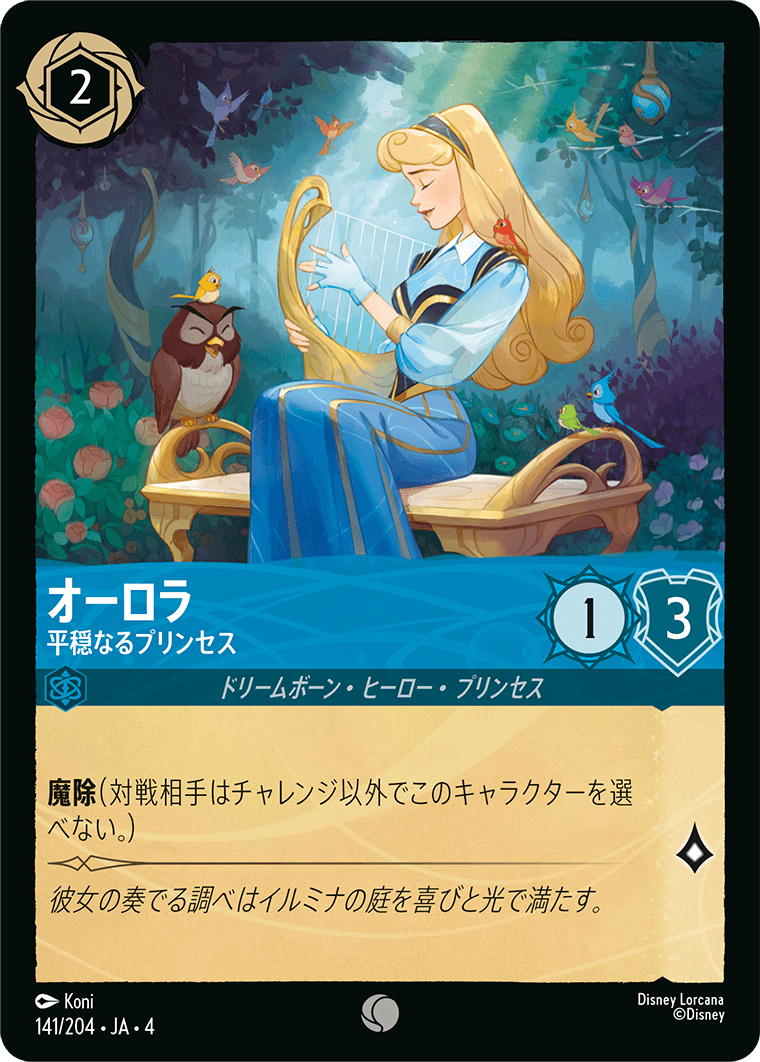 2
オーロラ
平穏なるプリンセス
1
3
ドリームボーン・ヒーロー・プリンセス
魔除(対戦相手はチャレンジ以外でこのキャラクターを選
べない。)
彼女の奏でる調べはイルミナの庭を喜びと光で満たす。
Koni
141/204・JA・4
Disney Lorcana
©Disney